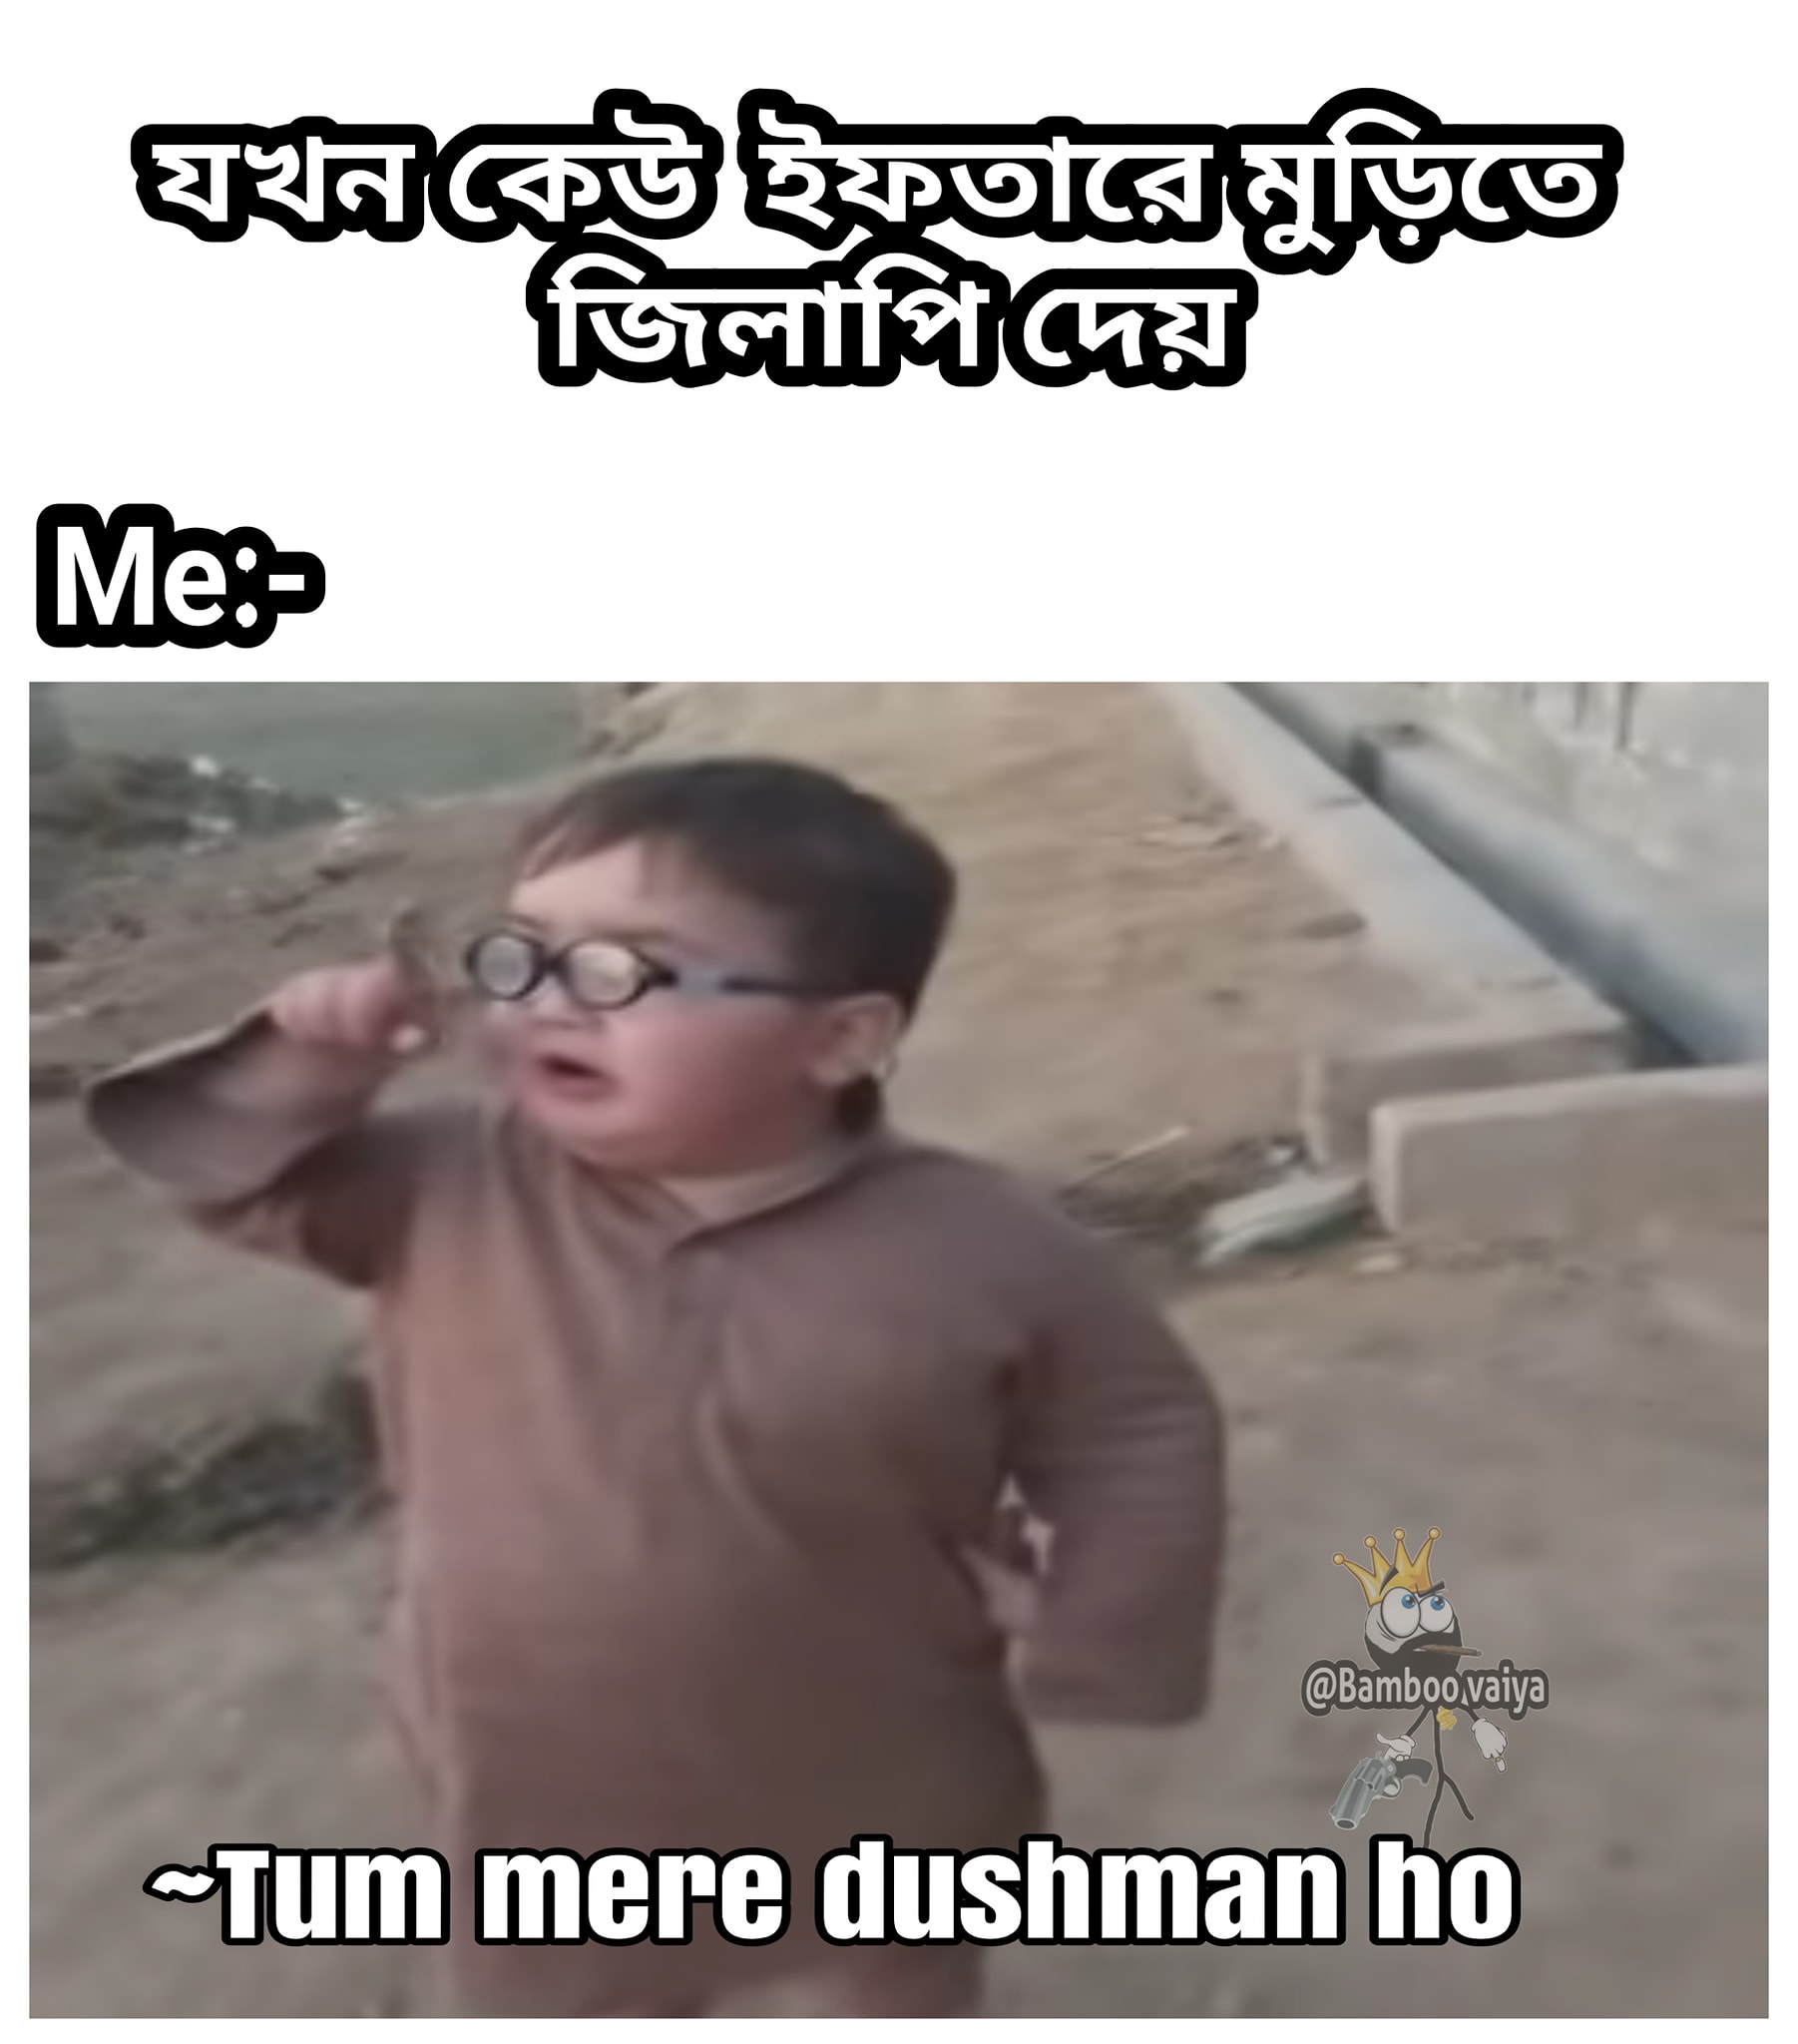 যখন কেউ ইফতারে মুড়িতে
জিলাপি দেয়
Me:-
@Bamboo vaiya
~Tum mere dushman ho